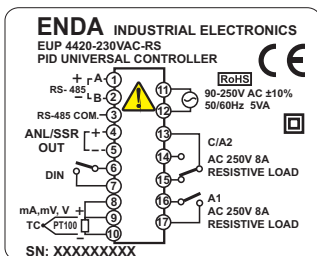 ENDA INDUSTRIAL ELECTRONICS
EUP 4420-230VAC-RS
PID UNIVERSAL CONTROLLER
CE
RoHS
+ A 1
RS-485
- B 2
RS-485 COM. 3
ANL/SSR + 4
OUT - 5
DIN 6
7
mA,mV, V + 8
TC PT100 9
- 10
11
90-250V AC ±10%
50/60Hz 5VA
12
13
C/A2
14
AC 250V 8A
15
RESISTIVE LOAD
16
A1
AC 250V 8A
17
RESISTIVE LOAD
SN: XXXXXXXXX